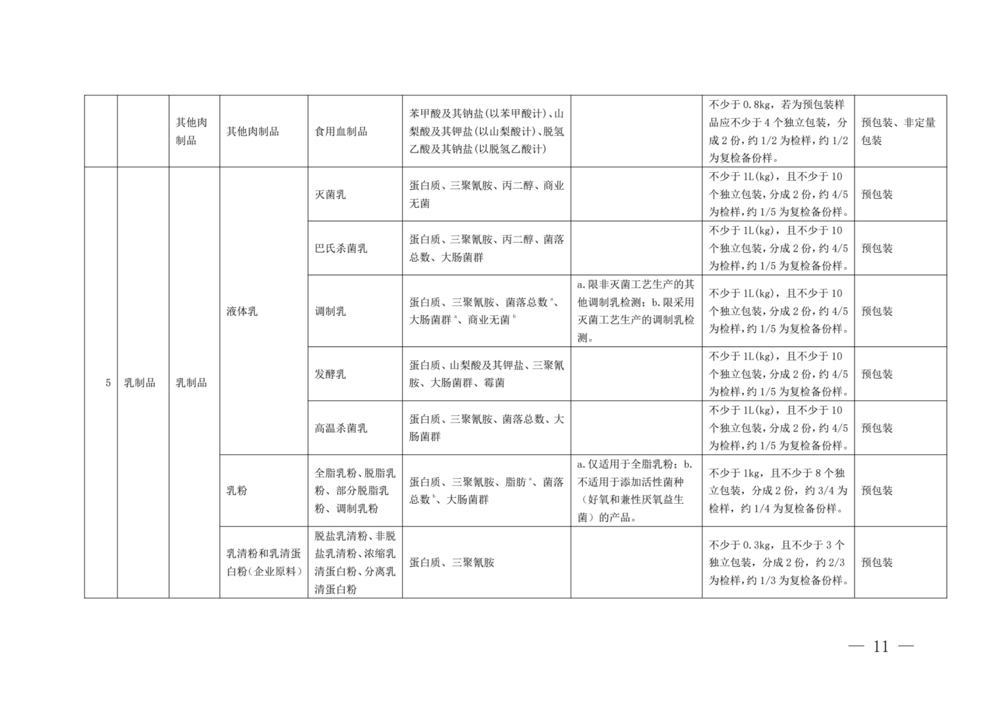 其他肉
制品
其他肉制品
食用血制品
苯甲酸及其钠盐(以苯甲酸计)、山
梨酸及其钾盐(以山梨酸计)、脱氢
乙酸及其钠盐(以脱氢乙酸计)
不少于 0.8kg，若为预包装样
品应不少于 4 个独立包装，分
成 2 份，约 1/2 为检样，约 1/2
为复检备份样。
预包装、非定量
包装
5
乳制品
乳制品
液体乳
灭菌乳
蛋白质、三聚氰胺、丙二醇、商业
无菌
不少于 1L(kg)，且不少于 10
个独立包装，分成 2 份，约 4/5
为检样，约 1/5 为复检备份样。
预包装
巴氏杀菌乳
蛋白质、三聚氰胺、丙二醇、菌落
总数、大肠菌群
不少于 1L(kg)，且不少于 10
个独立包装，分成 2 份，约 4/5
为检样，约 1/5 为复检备份样。
预包装
调制乳
蛋白质、三聚氰胺、菌落总数 a、
大肠菌群 a、商业无菌 b
a.限非灭菌工艺生产的其
他调制乳检测；b.限采用
灭菌工艺生产的调制乳检
测。
不少于 1L(kg)，且不少于 10
个独立包装，分成 2 份，约 4/5
为检样，约 1/5 为复检备份样。
预包装
发酵乳
蛋白质、山梨酸及其钾盐、三聚氰
胺、大肠菌群、霉菌
不少于 1L(kg)，且不少于 10
个独立包装，分成 2 份，约 4/5
为检样，约 1/5 为复检备份样。
预包装
高温杀菌乳
蛋白质、三聚氰胺、菌落总数、大
肠菌群
不少于 1L(kg)，且不少于 10
个独立包装，分成 2 份，约 4/5
为检样，约 1/5 为复检备份样。
预包装
乳粉
全脂乳粉、脱脂乳
粉、部分脱脂乳
粉、调制乳粉
蛋白质、三聚氰胺、脂肪 a、菌落
总数 b、大肠菌群
a.仅适用于全脂乳粉；b.
不适用于添加活性菌种
（好氧和兼性厌氧益生
菌）的产品。
不少于 1kg，且不少于 8 个独
立包装，分成 2 份，约 3/4 为
检样，约 1/4 为复检备份样。
预包装
乳清粉和乳清蛋
白粉（企业原料）
脱盐乳清粉、非脱
盐乳清粉、浓缩乳
清蛋白粉、分离乳
清蛋白粉
蛋白质、三聚氰胺
不少于 0.3kg，且不少于 3 个
独立包装，分成 2 份，约 2/3
为检样，约 1/3 为复检备份样。
预包装
— 11 —